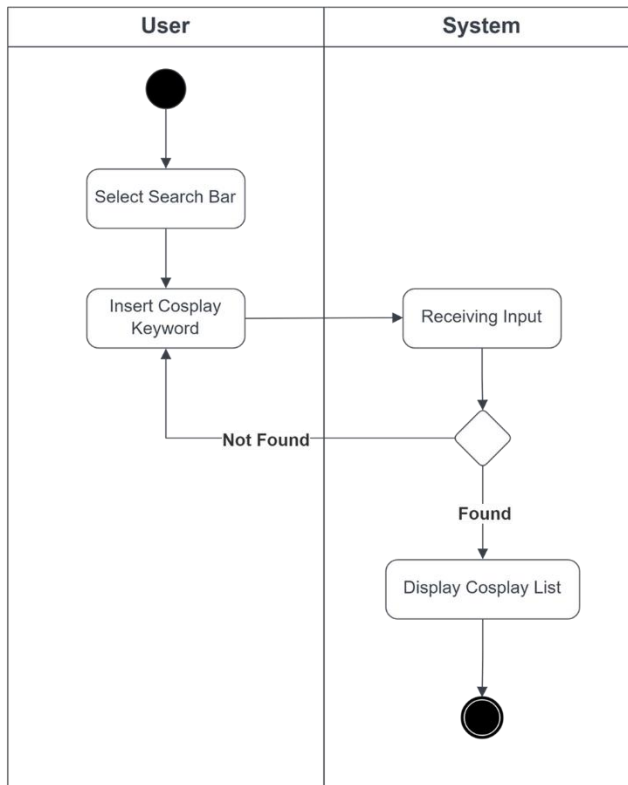 User
System
Select Search Bar
Insert Cosplay
Keyword
Receiving Input
Not Found
Found
Display Cosplay List